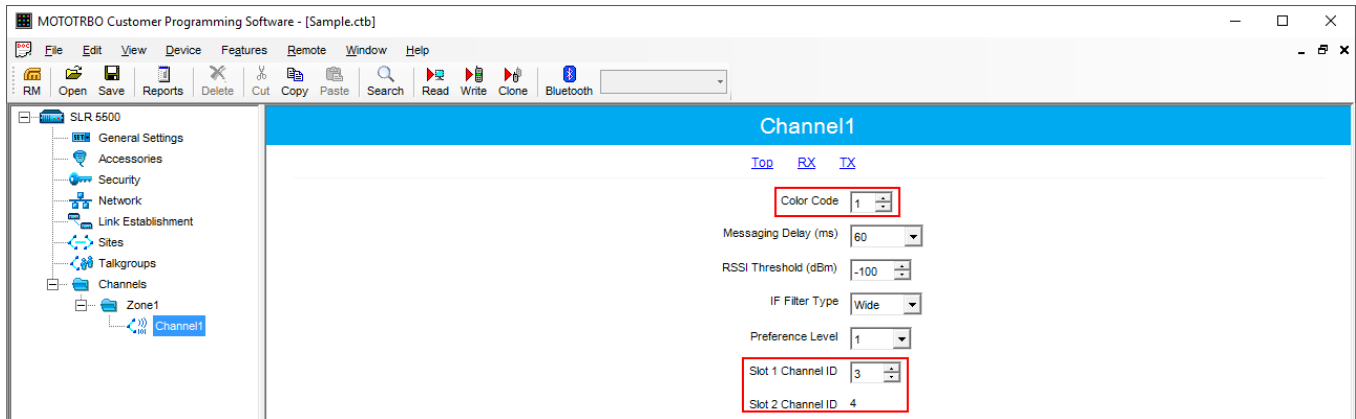 MOTOTRBO Customer Programming Software - [Sample.ctb]
File Edit View Device Features Remote Window Help
RM Open Save Reports Delete Cut Copy Paste Search Read Write Clone Bluetooth
SLR 5500
General Settings
Accessories
Security
Network
Link Establishment
Sites
Talkgroups
Channels
Zone1
Channel1
Channel1
Top RX TX
Color Code 1
Messaging Delay (ms) 60
RSSI Threshold (dBm) -100
IF Filter Type Wide
Preference Level 1
Slot 1 Channel ID 3
Slot 2 Channel ID 4